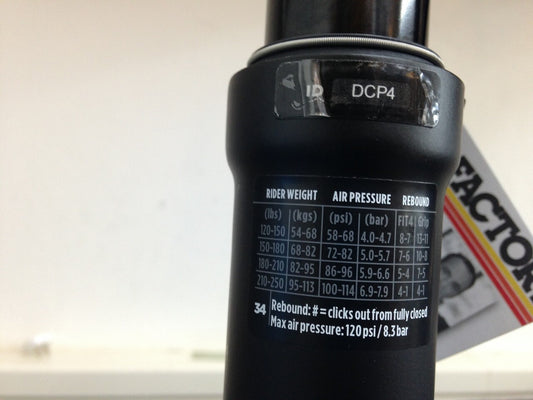 ID DCP4
RIDER WEIGHT AIR PRESSURE REBOUND
(lbs) (kgs) (psi) (bar) FIT4 Grip
120-150 54-68 58-68 4.0-4.7 8-7 13-11
150-180 68-82 72-82 5.0-5.7 7-6 10-8
180-210 82-95 86-96 5.9-6.6 5-4 7-5
210-250 95-113 100-114 6.9-7.9 4-1 4-1
34 Rebound: # = clicks out from fully closed
Max air pressure: 120 psi / 8.3 bar
FACTORY